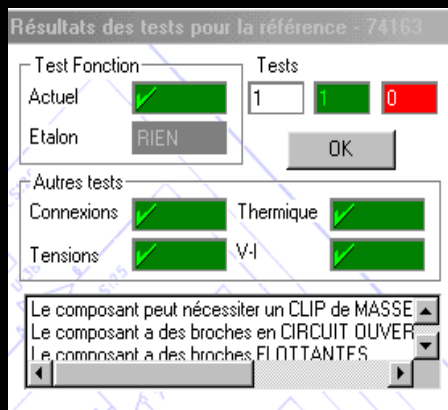 Résultats des tests pour la référence - 74163
Test Fonction
Tests
Actuel
1 1 0
Etalon RIEN
OK
Autres tests
Connexions Thermique
Tensions V-I
Le composant peut nécessiter un CLIP de MASSE
Le composant a des broches en CIRCUIT OUVER
Le composant a des broches FLOTTANTES